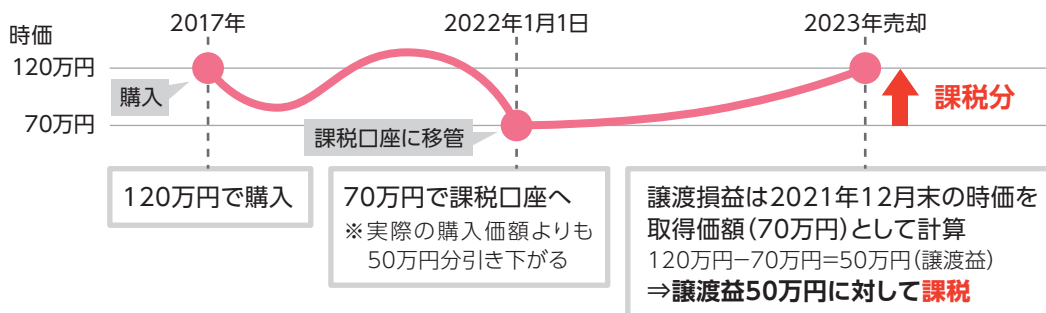 2017年
2022年1月1日
2023年売却
時価
120万円
購入
課税分
70万円
課税口座に移管
120万円で購入
70万円で課税口座へ
※実際の購入価額よりも
50万円分引き下がる
譲渡損益は2021年12月末の時価を
取得価額(70万円)として計算
120万円−70万円=50万円(譲渡益)
⇒譲渡益50万円に対して課税